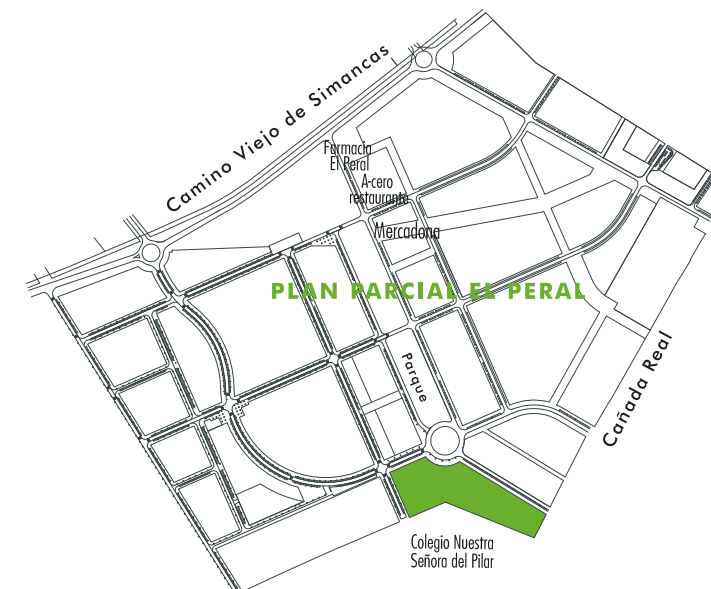 Camino Viejo de Simancas
Farmacia
El Peral
A-cero
restaurante
Mercadona
PLAN PARCIAL EL PERAL
Parque
Cañada Real
Colegio Nuestra
Señora del Pilar